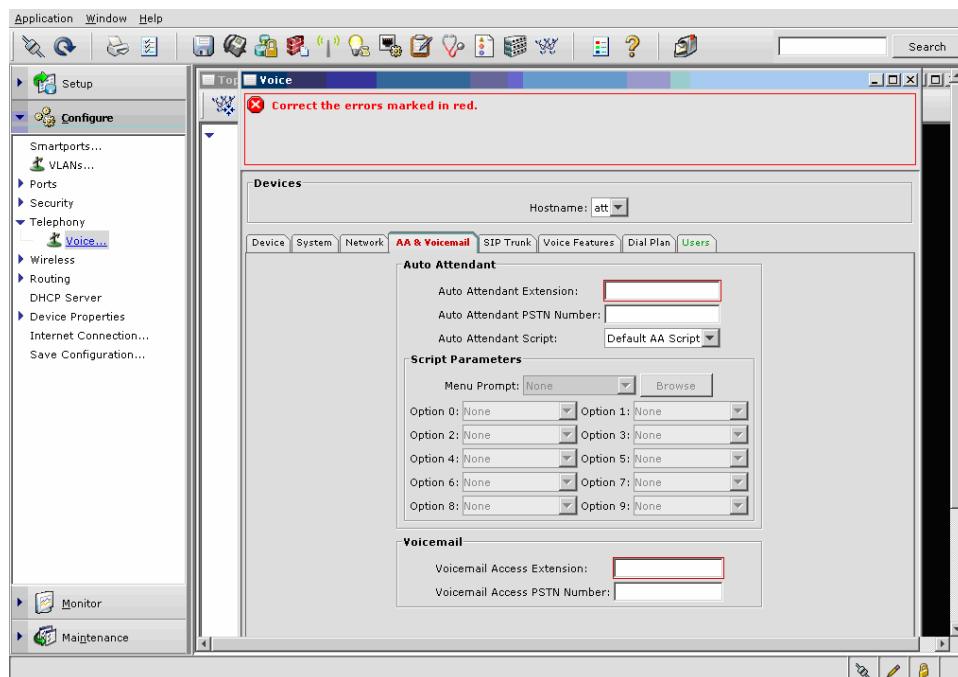 Application Window Help
Search
Setup
Configure
Smartports...
VLANs...
Ports
Security
Telephony
Voice...
Wireless
Routing
DHCP Server
Device Properties
Internet Connection...
Save Configuration...
Monitor
Maintenance
Top
Voice
Correct the errors marked in red.
Devices
Hostname: att
Device System Network AA & Voicemail SIP Trunk Voice Features Dial Plan Users
Auto Attendant
Auto Attendant Extension:
Auto Attendant PSTN Number:
Auto Attendant Script: Default AA Script
Script Parameters
Menu Prompt: None Browse
Option 0: None Option 1: None
Option 2: None Option 3: None
Option 4: None Option 5: None
Option 6: None Option 7: None
Option 8: None Option 9: None
Voicemail
Voicemail Access Extension:
Voicemail Access PSTN Number: